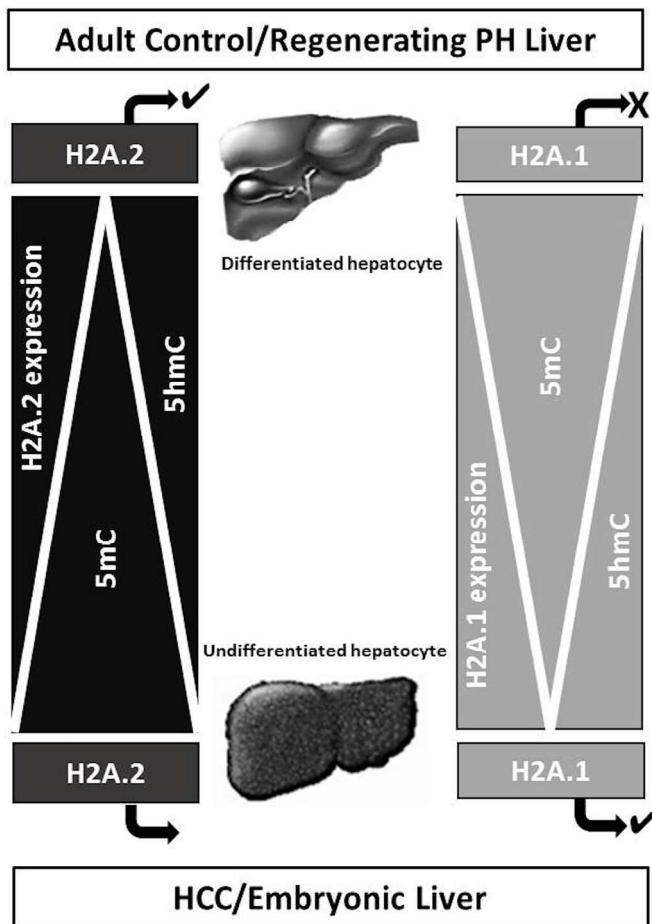 Adult Control/Regenerating PH Liver
✔
X
H2A.2
H2A.1
Differentiated hepatocyte
H2A.2 expression
5hmC
5mC
5mC
H2A.1 expression
5hmC
Undifferentiated hepatocyte
H2A.2
H2A.1
✔
HCC/Embryonic Liver